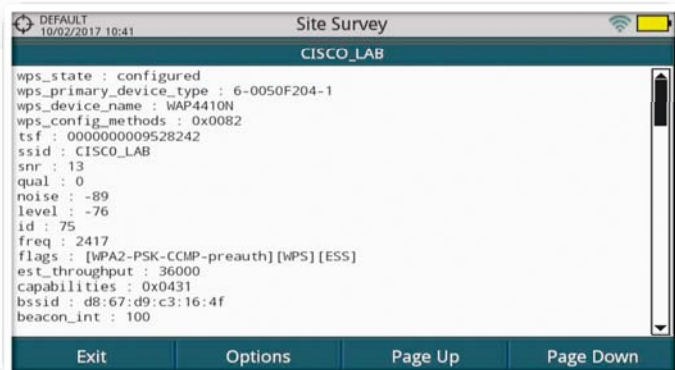 DEFAULT
10/02/2017 10:41
Site Survey
CISCO_LAB
wps_state : configured
wps_primary_device_type : 6-0050F204-1
wps_device_name : WAP4410N
wps_config_methods : 0x0082
tsf : 0000000009528242
ssid : CISCO_LAB
snr : 13
qual : 0
noise : -89
level : -76
id : 75
freq : 2417
flags : [WPA2-PSK-CCMP-preauth][WPS][ESS]
est_throughput : 36000
capabilities : 0x0431
bssid : d8:67:d9:c3:16:4f
beacon_int : 100
Exit Options Page Up Page Down